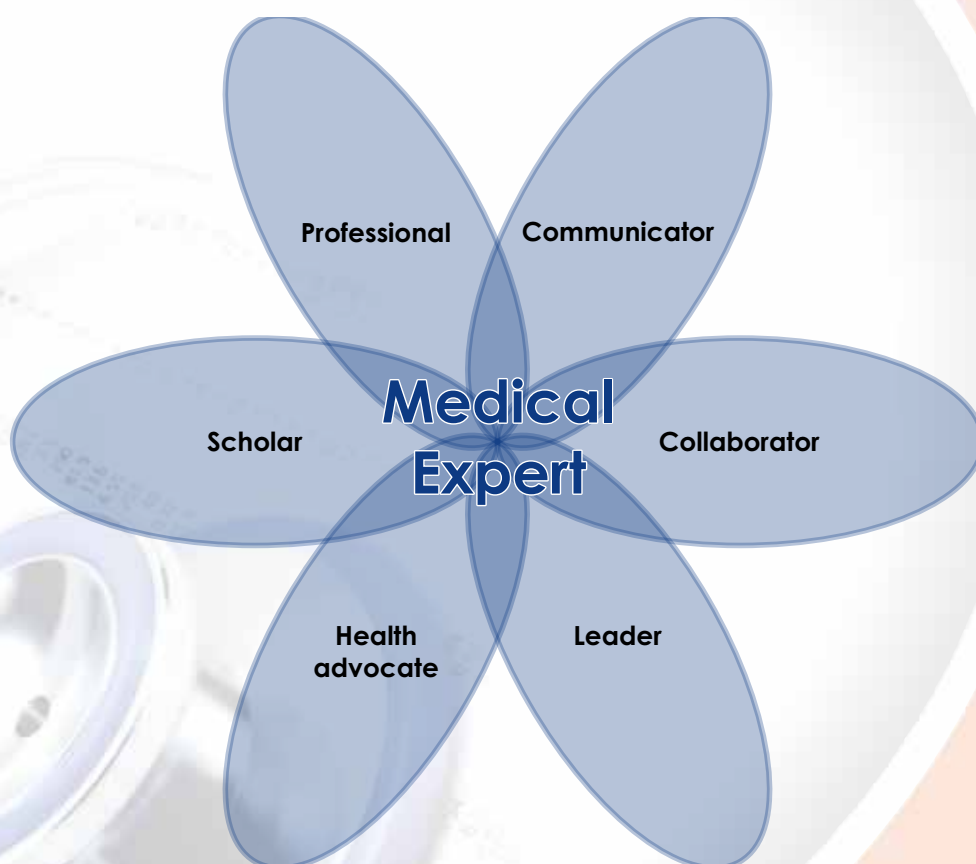 Professional
Communicator
Medical
Expert
Scholar
Collaborator
Health
advocate
Leader